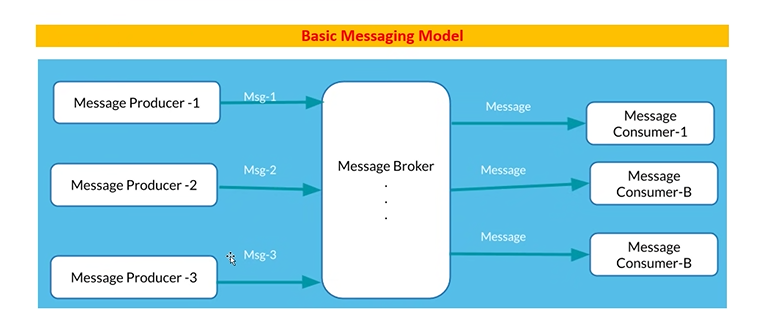 Basic Messaging Model
Message Producer -1
Msg-1
Message Producer -2
Msg-2
Message Producer -3
Msg-3
Message Broker
.
.
.
Message
Message
Consumer-1
Message
Message
Consumer-B
Message
Message
Consumer-B